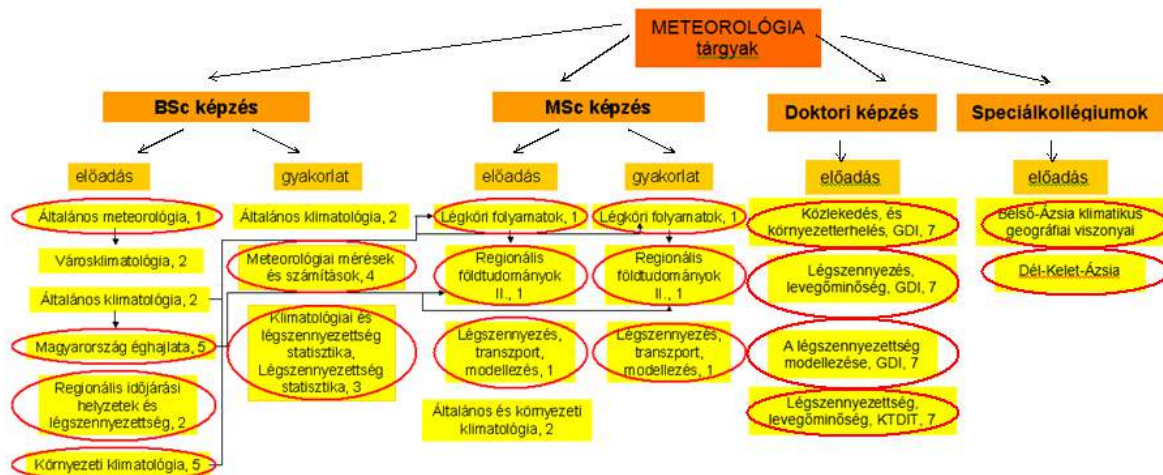 METEOROLÓGIA
tárgyak
BSc képzés
MSc képzés
Doktori képzés
Speciálkollégiumok
előadás
gyakorlat
előadás
gyakorlat
előadás
előadás
Általános meteorológia, 1
Városklimatológia, 2
Általános klimatológia, 2
Magyarország éghajlata, 5
Regionális időjárási
helyzetek és
légszennyezettség, 2
Környezeti klimatológia, 5
Általános klimatológia, 2
Meteorológiai mérések
és számítások, 4
Klimatológiai és
légszennyezettség
statisztika,
Légszennyezettség
statisztika, 3
Légköri folyamatok, 1
Regionális
földtudományok
II., 1
Légszennyezés,
transzport,
modellezés,
1
Általános és környezeti
klimatológia, 2
Légköri folyamatok, 1
Regionális
földtudományok
II., 1
Légszennyezés,
transzport,
modellezés, 1
Közlekedés, és
környezetterhelés, GDI, 7
Légszennyezés,
levegőminőség, GDI, 7
A légszennyezettség
modellezése, GDI, 7
Légszennyezettség,
levegőminőség, KTDIT, 7
Belső-Ázsia klimatikus
geográfiai viszonyai
Dél-Kelet-Ázsia